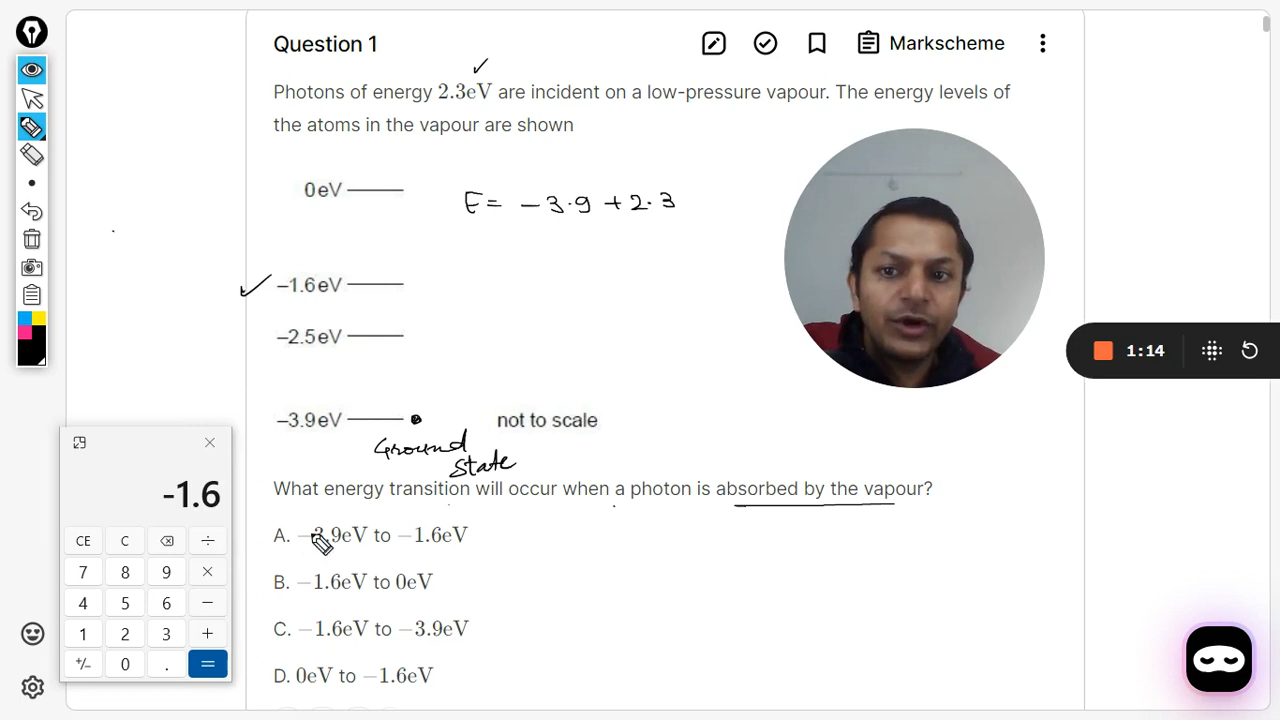 Question 1
Markscheme
Photons of energy 2.3eV are incident on a low-pressure vapour. The energy levels of
the atoms in the vapour are shown
0eV
E = -3.9 +2.3
–1.6eV
–2.5eV
–3.9eV
not to scale
Ground
State
What energy transition will occur when a photon is absorbed by the vapour?
A. −3.9eV to −1.6eV
B. −1.6eV to 0eV
C. −1.6eV to −3.9eV
D. 0eV to −1.6eV
1:14
-1.6
CE C ⌫ ÷
7 8 9 ×
4 5 6 −
1 2 3 +
+/− 0 . =